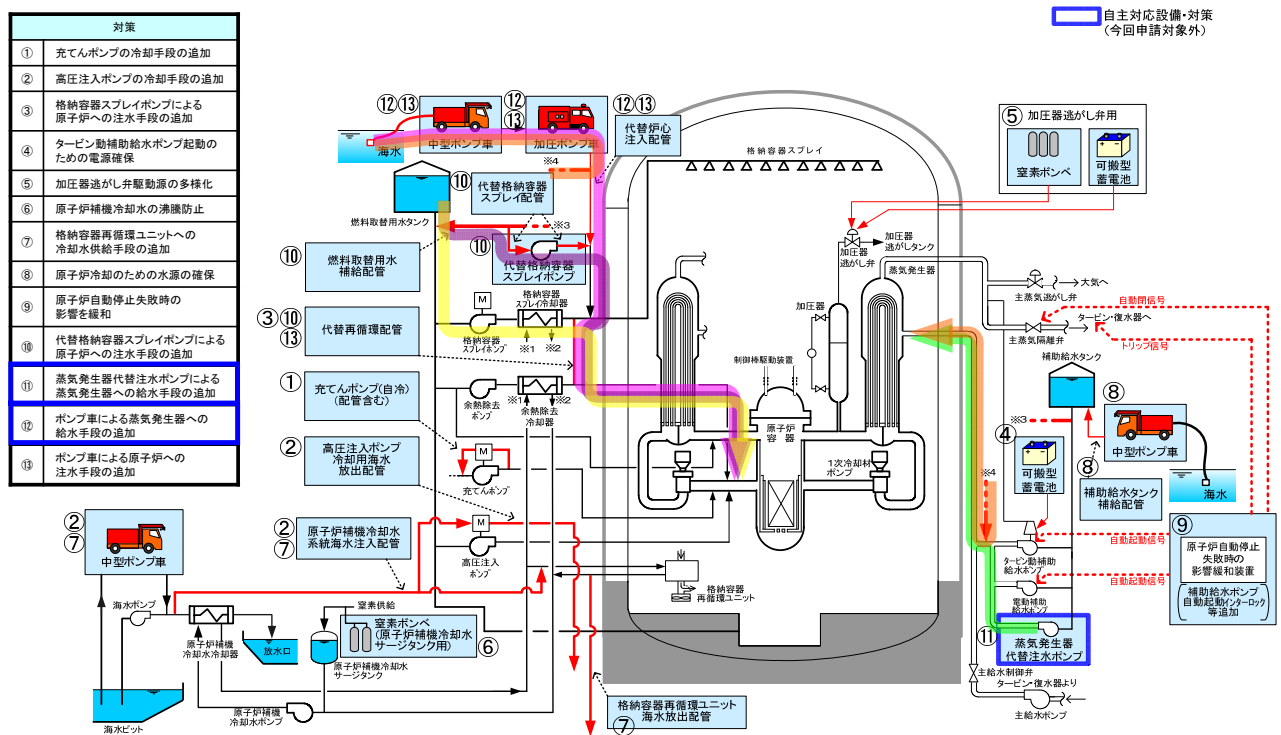 自主対応設備・対策
(今回申請対象外)
対策
① 充てんポンプの冷却手段の追加
② 高圧注入ポンプの冷却手段の追加
③ 格納容器スプレイポンプによる
原子炉への注水手段の追加
④ タービン動補助給水ポンプ起動の
ための電源確保
⑤ 加圧器逃がし弁駆動源の多様化
⑥ 原子炉補機冷却水の沸騰防止
⑦ 格納容器再循環ユニットへの
冷却水供給手段の追加
⑧ 原子炉冷却のための水源の確保
⑨ 原子炉自動停止失敗時の
影響を緩和
⑩ 代替格納容器スプレイポンプによる
原子炉への注水手段の追加
⑪ 蒸気発生器代替注水ポンプによる
蒸気発生器への給水手段の追加
⑫ ポンプ車による蒸気発生器への
給水手段の追加
⑬ ポンプ車による原子炉への
注水手段の追加
⑫⑬
中型ポンプ車
海水
⑫
⑬
加圧ポンプ車
⑫⑬
代替炉心
注入配管
※4
⑩
代替格納容器
スプレイ配管
燃料取替用水タンク
※3
⑩
代替格納容器
スプレイポンプ
⑩
燃料取替用水
補給配管
格納容器スプレイ
M
格納容器
スプレイ冷却器
格納容器
スプレイポンプ
※1
※2
③⑩
⑬
代替再循環配管
余熱除去
ポンプ
※1
※2
余熱除去
冷却器
①
充てんポンプ(自冷)
(配管含む)
M
充てんポンプ
②
高圧注入ポンプ
冷却用海水
放出配管
②
⑦
原子炉補機冷却水
系統海水注入配管
M
高圧注入
ポンプ
②
⑦
中型ポンプ車
海水ポンプ
原子炉補機
冷却水冷却器
放水口
窒素供給
窒素ボンベ
(原子炉補機冷却水
サージタンク用)
⑥
原子炉補機冷却水
サージタンク
原子炉補機
冷却水ポンプ
海水ピット
格納容器
再循環ユニット
格納容器再循環ユニット
海水放出配管
⑦
⑤ 加圧器逃がし弁用
窒素ボンベ
可搬型
蓄電池
加圧器
逃がしタンク
加圧器
逃がし弁
蒸気発生器
加圧器
制御棒駆動装置
原子炉
容器
1次冷却材
ポンプ
大気へ
主蒸気逃がし弁
自動閉信号
タービン・復水器へ
主蒸気隔離弁
トリップ信号
補助給水タンク
※3
④
可搬型
蓄電池
※4
⑧
中型ポンプ車
⑧
海水
補助給水タンク
補給配管
自動起動信号
タービン動補助
給水ポンプ
自動起動信号
電動補助
給水ポンプ
⑨
原子炉自動停止
失敗時の
影響緩和装置
(補助給水ポンプ
自動起動インターロック
等追加)
⑪
蒸気発生器
代替注水ポンプ
主給水制御弁
タービン・復水器より
主給水ポンプ